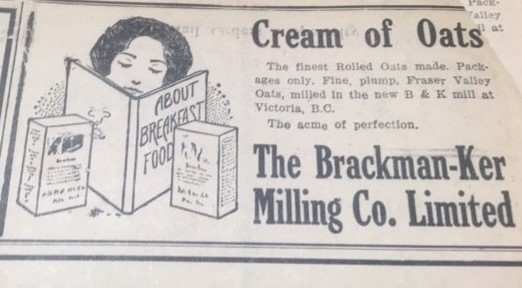 Pack-
Valley
at
Cream of Oats
The finest Rolled Oats made. Pack-
ages only. Fine, plump, Fraser Valley
Oats, milled in the new B & K mill at
Victoria, B.C.
The acme of perfection.
The Brackman-Ker
Milling Co. Limited
ABOUT
BREAKFAST
FOOD